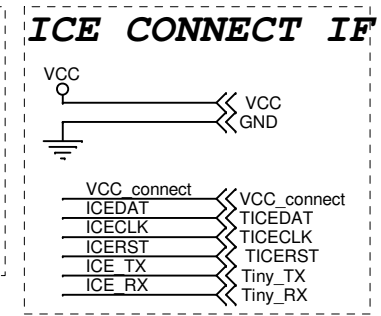 ICE CONNECT IF
VCC
VCC
GND
VCC_connect VCC_connect
ICEDAT TICEDAT
ICECLK TICECLK
ICERST TICERST
ICE_TX Tiny_TX
ICE_RX Tiny_RX